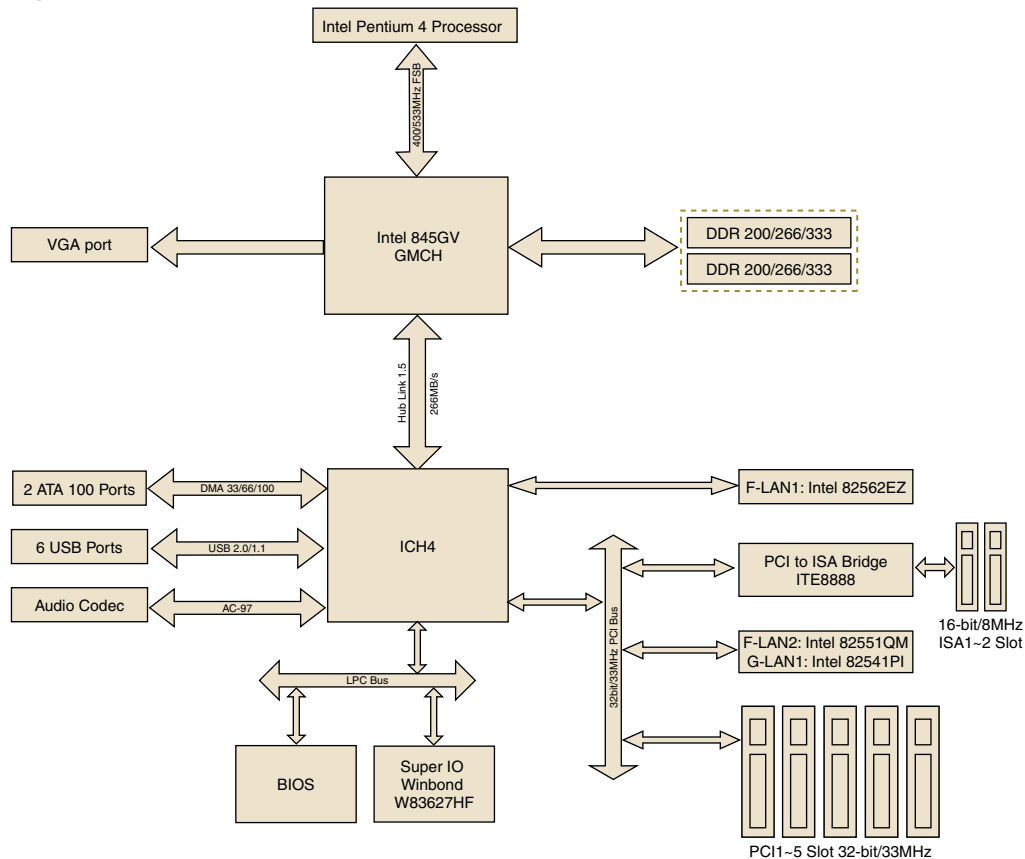 Intel Pentium 4 Processor
400/533MHz FSB
VGA port
Intel 845GV
GMCH
DDR 200/266/333
DDR 200/266/333
Hub Link 1.5
266MB/s
2 ATA 100 Ports
DMA 33/66/100
F-LAN1: Intel 82562EZ
6 USB Ports
USB 2.0/1.1
ICH4
PCI to ISA Bridge
ITE8888
Audio Codec
AC-97
32bit/33MHz PCI Bus
16-bit/8MHz
ISA1~2 Slot
F-LAN2: Intel 82551QM
G-LAN1: Intel 82541PI
LPC Bus
BIOS
Super IO
Winbond
W83627HF
PCI1~5 Slot 32-bit/33MHz